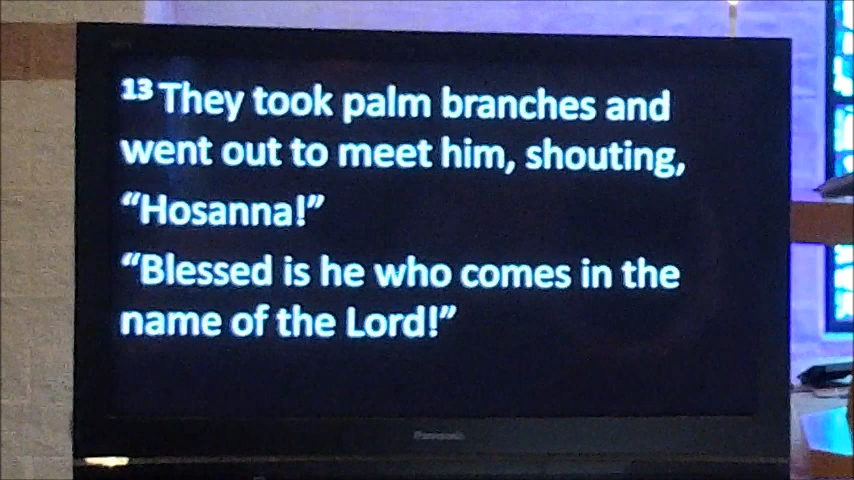 13 They took palm branches and
went out to meet him, shouting,
“Hosanna!”
“Blessed is he who comes in the
name of the Lord!”
Panasonic